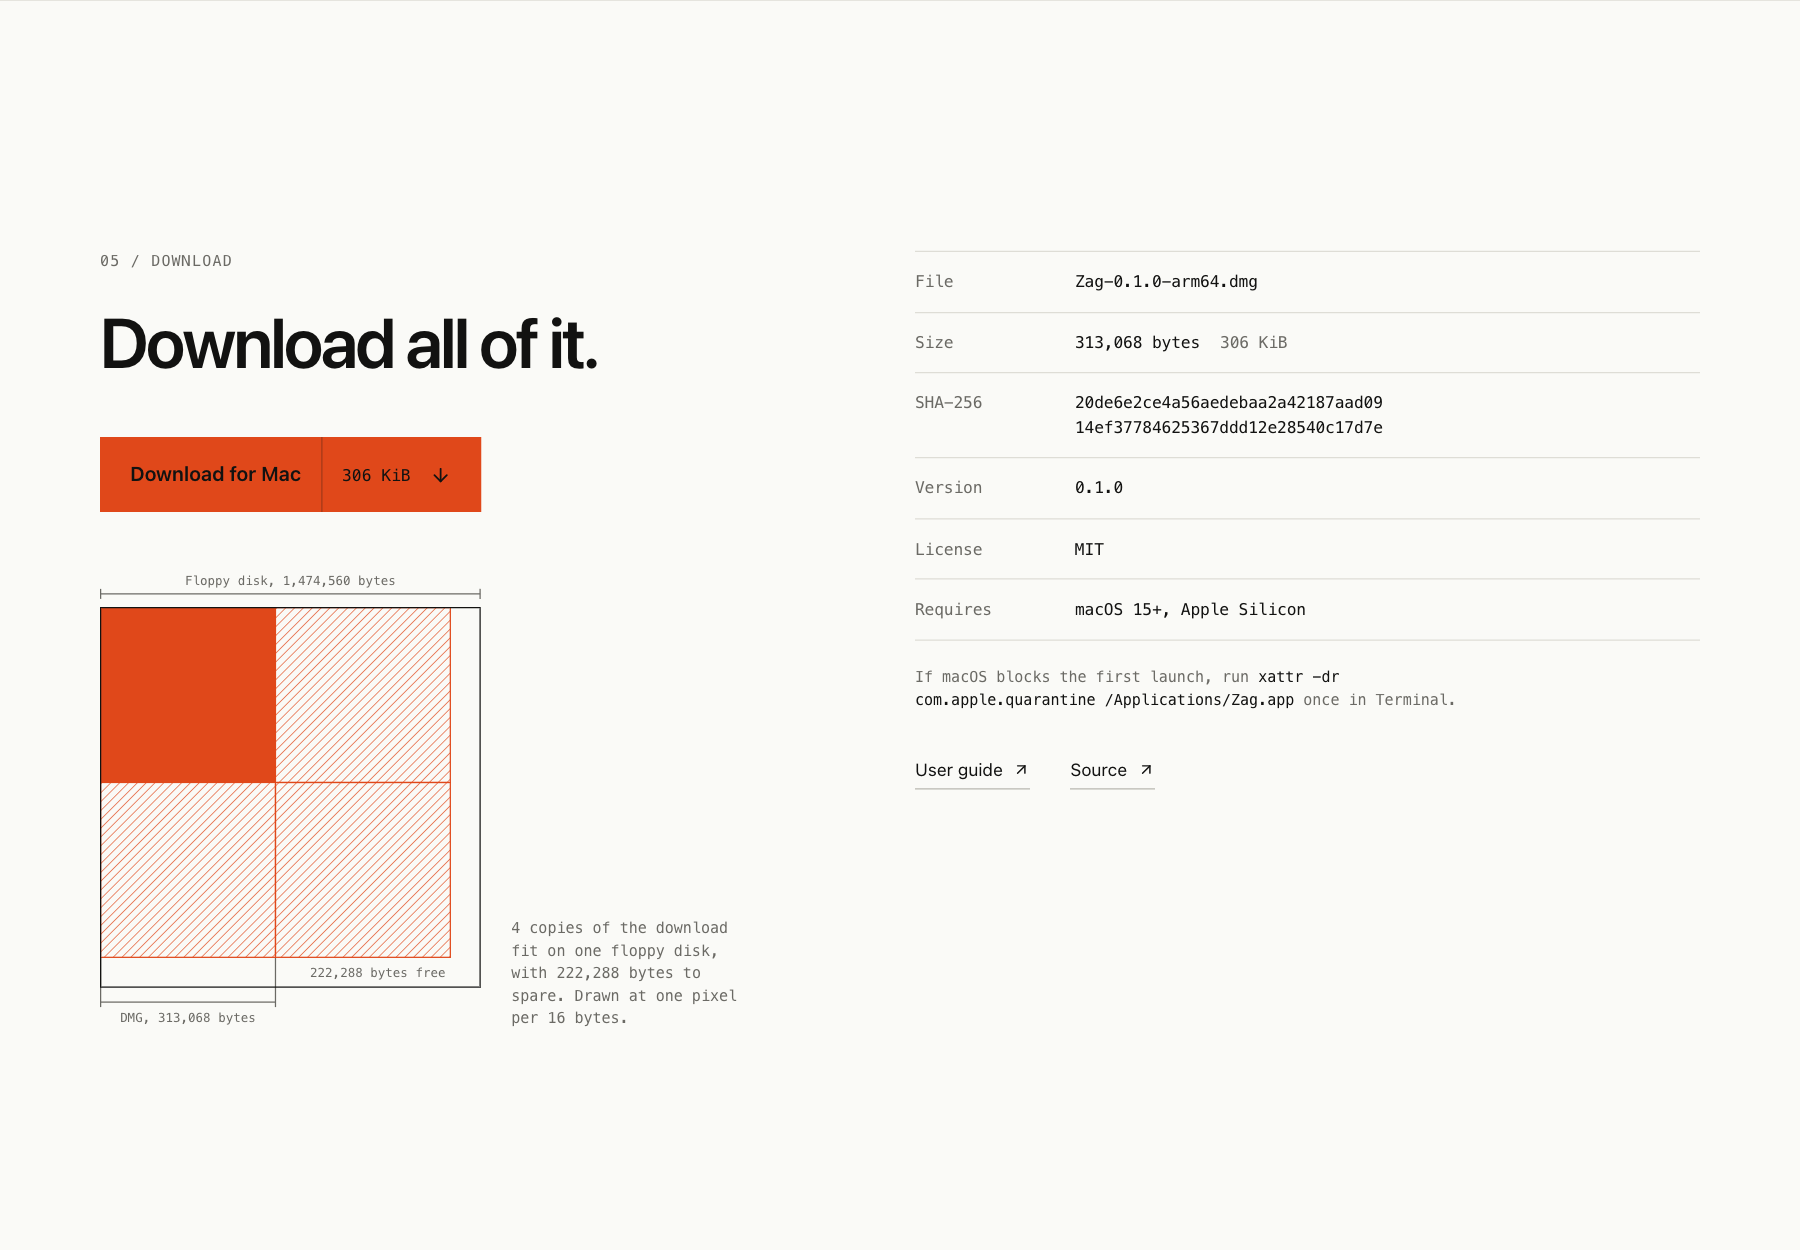 05 / DOWNLOAD
Download all of it.
Download for Mac 306 KiB ↓
Floppy disk, 1,474,560 bytes
222,288 bytes free
DMG, 313,068 bytes
4 copies of the download
fit on one floppy disk,
with 222,288 bytes to
spare. Drawn at one pixel
per 16 bytes.
File Zag-0.1.0-arm64.dmg
Size 313,068 bytes 306 KiB
SHA-256 20de6e2ce4a56aedebaa2a42187aad09
14ef37784625367ddd12e28540c17d7e
Version 0.1.0
License MIT
Requires macOS 15+, Apple Silicon
If macOS blocks the first launch, run xattr -dr
com.apple.quarantine /Applications/Zag.app once in Terminal.
User guide ↗ Source ↗